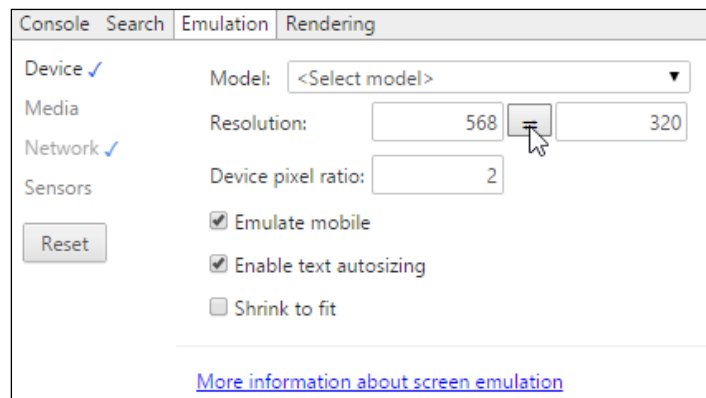 Console Search Emulation Rendering
Device ✓
Media
Network ✓
Sensors
Reset
Model: <Select model> ▼
Resolution: 568 = 320
Device pixel ratio: 2
Emulate mobile
Enable text autosizing
Shrink to fit
More information about screen emulation